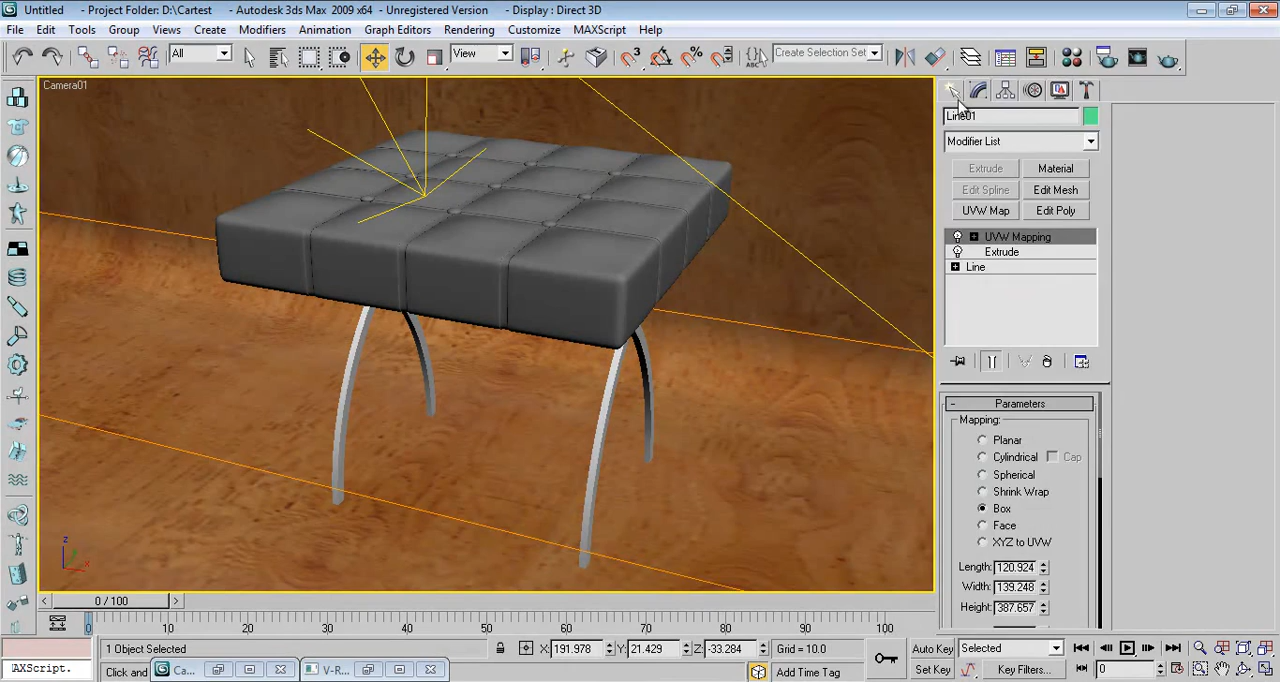 Untitled - Project Folder: D:\Cartest - Autodesk 3ds Max 2009 x64 - Unregistered Version - Display : Direct 3D
File Edit Tools Group Views Create Modifiers Animation Graph Editors Rendering Customize MAXScript Help
All View Create Selection Set
Camera01
Line01
Modifier List
Extrude Material
Edit Spline Edit Mesh
UVW Map Edit Poly
UVW Mapping
Extrude
Line
Parameters
Mapping:
Planar
Cylindrical Cap
Spherical
Shrink Wrap
Box
Face
XYZ to UVW
Length: 120.924
Width: 139.248
Height: 387.657
z
x
0 / 100
0 10 20 30 40 50 60 70 80 90 100
1 Object Selected X: 191.978 Y: 21.429 Z: -33.284 Grid = 10.0 Auto Key Selected
AXScript. Click and Ca... V-R... Add Time Tag Set Key Key Filters... 0